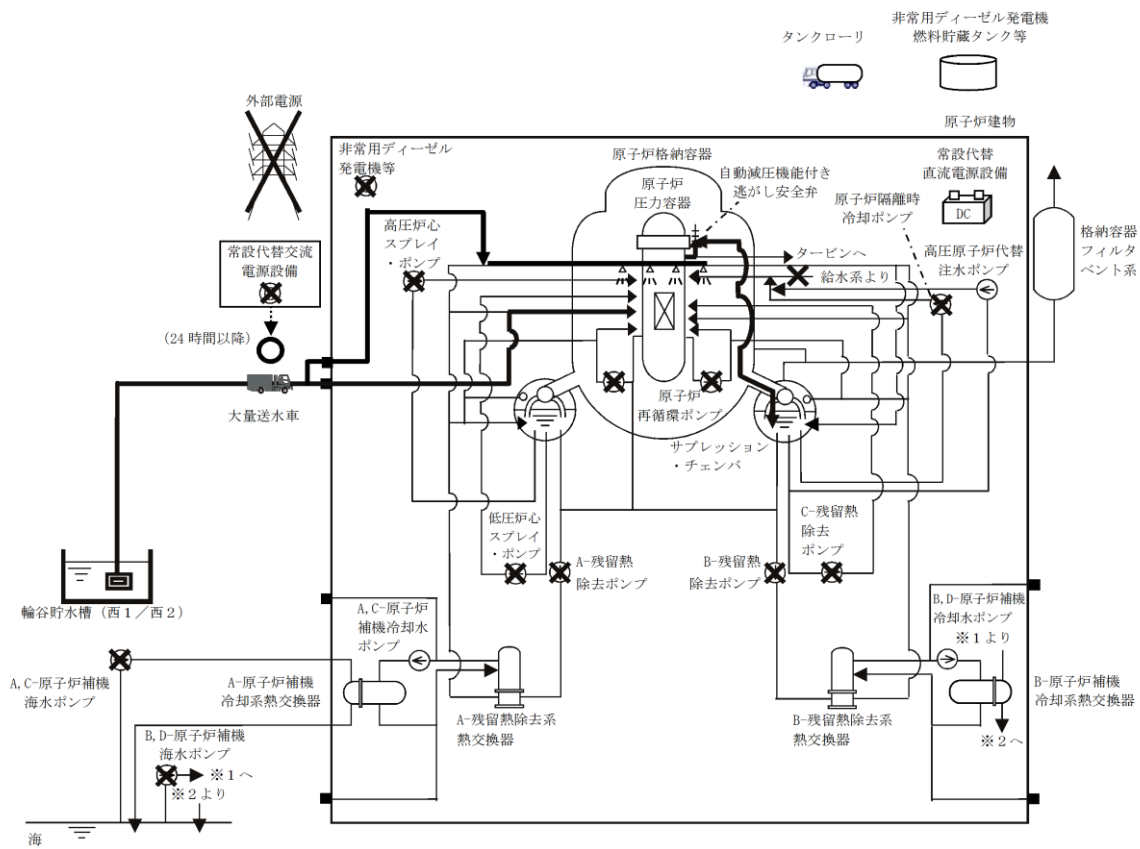 タンクローリ
非常用ディーゼル発電機
燃料貯蔵タンク等
外部電源
原子炉建物
非常用ディーゼル
発電機等
原子炉格納容器
原子炉
圧力容器
自動減圧機能付き
逃がし安全弁
常設代替
直流電源設備
DC
原子炉隔離時
冷却ポンプ
高圧炉心
スプレイ
・ポンプ
格納容器
フィルタ
ベント系
常設代替交流
電源設備
タービンへ
給水系より
高圧原子炉代替
注水ポンプ
(24時間以降)
大量送水車
原子炉
再循環ポンプ
サプレッション
・チェンバ
低圧炉心
スプレイ
・ポンプ
A-残留熱
除去ポンプ
B-残留熱
除去ポンプ
C-残留熱
除去
ポンプ
輪谷貯水槽(西1/西2)
A,C-原子炉
補機冷却水
ポンプ
B,D-原子炉補機
冷却水ポンプ
※1より
A,C-原子炉補機
海水ポンプ
A-原子炉補機
冷却系熱交換器
B-原子炉補機
冷却系熱交換器
A-残留熱除去系
熱交換器
B-残留熱除去系
熱交換器
※2へ
B,D-原子炉補機
海水ポンプ
※1へ
※2より
海